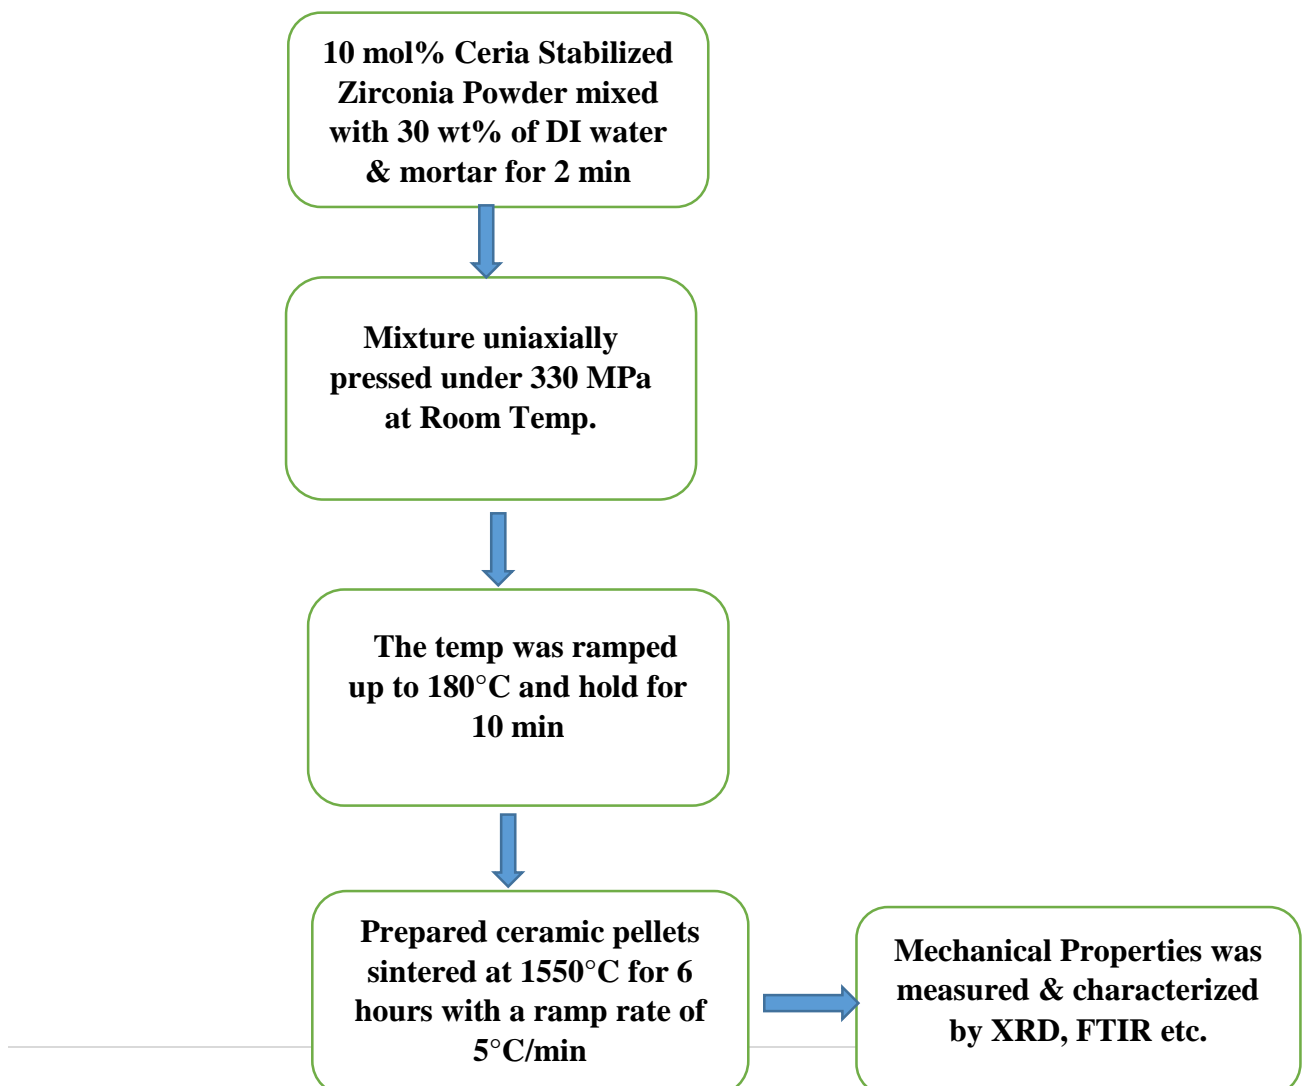 10 mol% Ceria Stabilized
Zirconia Powder mixed
with 30 wt% of DI water
& mortar for 2 min
Mixture uniaxially
pressed under 330 MPa
at Room Temp.
The temp was ramped
up to 180°C and hold for
10 min
Prepared ceramic pellets
sintered at 1550°C for 6
hours with a ramp rate of
5°C/min
Mechanical Properties was
measured & characterized
by XRD, FTIR etc.